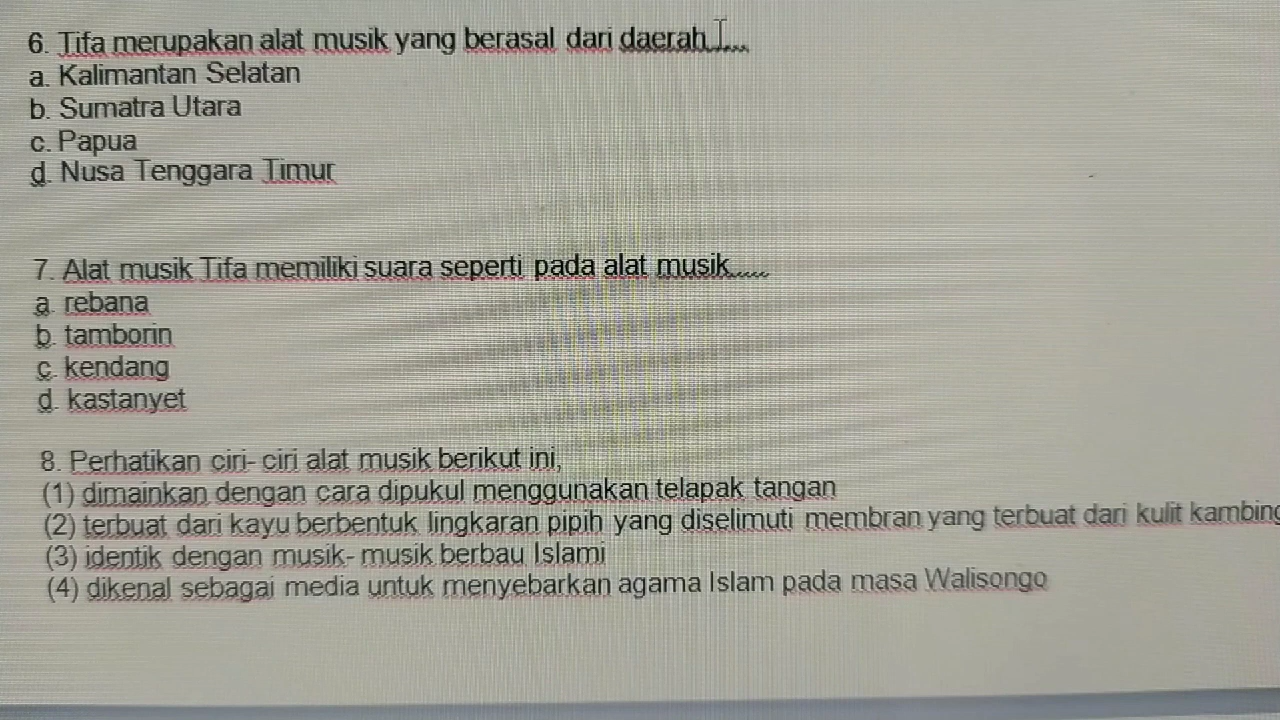 6. Tifa merupakan alat musik yang berasal dari daerah....
a. Kalimantan Selatan
b. Sumatra Utara
c. Papua
d. Nusa Tenggara Timur
7. Alat musik Tifa memiliki suara seperti pada alat musik.....
a. rebana
b. tamborin
c. kendang
d. kastanyet
8. Perhatikan ciri- ciri alat musik berikut ini,
(1) dimainkan dengan cara dipukul menggunakan telapak tangan
(2) terbuat dari kayu berbentuk lingkaran pipih yang diselimuti membran yang terbuat dari kulit kambing
(3) identik dengan musik- musik berbau Islami
(4) dikenal sebagai media untuk menyebarkan agama Islam pada masa Walisongo